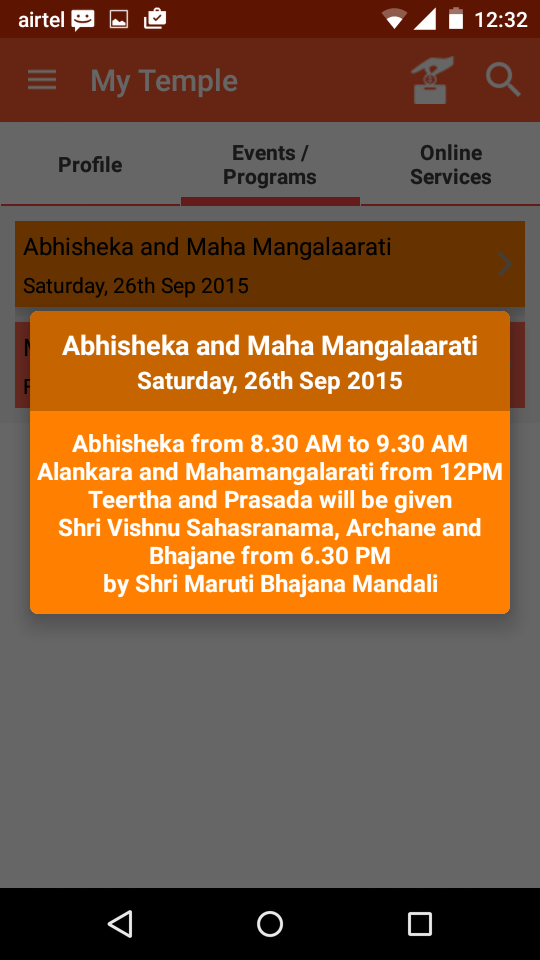 airtel
12:32
My Temple
Profile
Events /
Programs
Online
Services
Abhisheka and Maha Mangalaarati
Saturday, 26th Sep 2015
Abhisheka and Maha Mangalaarati
Saturday, 26th Sep 2015
Abhisheka from 8.30 AM to 9.30 AM
Alankara and Mahamangalarati from 12PM
Teertha and Prasada will be given
Shri Vishnu Sahasranama, Archane and
Bhajane from 6.30 PM
by Shri Maruti Bhajana Mandali